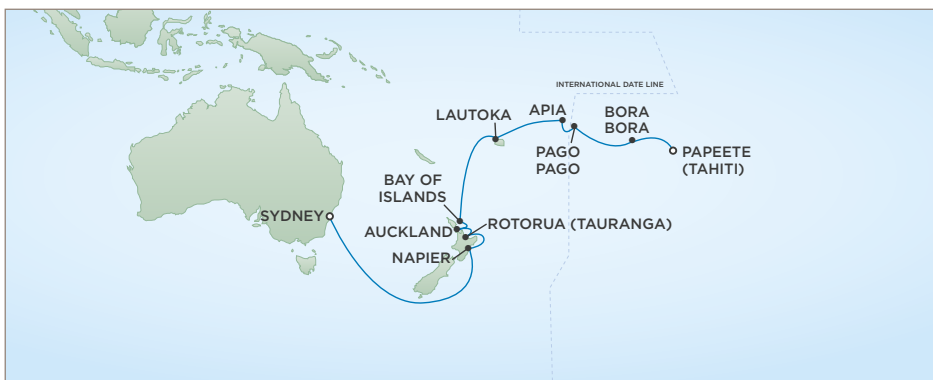 INTERNATIONAL DATE LINE
LAUTOKA
APIA
BORA
BORA
PAGO
PAGO
PAPEETE
(TAHITI)
BAY OF
ISLANDS
SYDNEY
AUCKLAND
ROTORUA (TAURANGA)
NAPIER